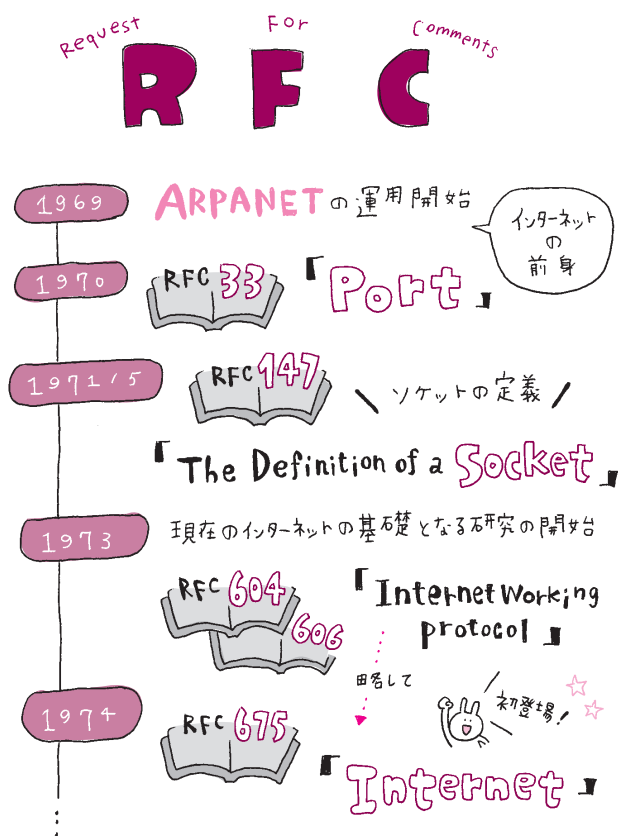 Request For Comments
RFC
1969
ARPANETの運用開始
インターネット
の
前身
1970
RFC 33
「Port」
1971/5
RFC 147
\ ソケットの定義 /
「The Definition of a Socket」
1973
現在のインターネットの基礎となる研究の開始
RFC 604
606
「Internetworking
protocol」
略して
初登場!
1974
RFC 675
「Internet」